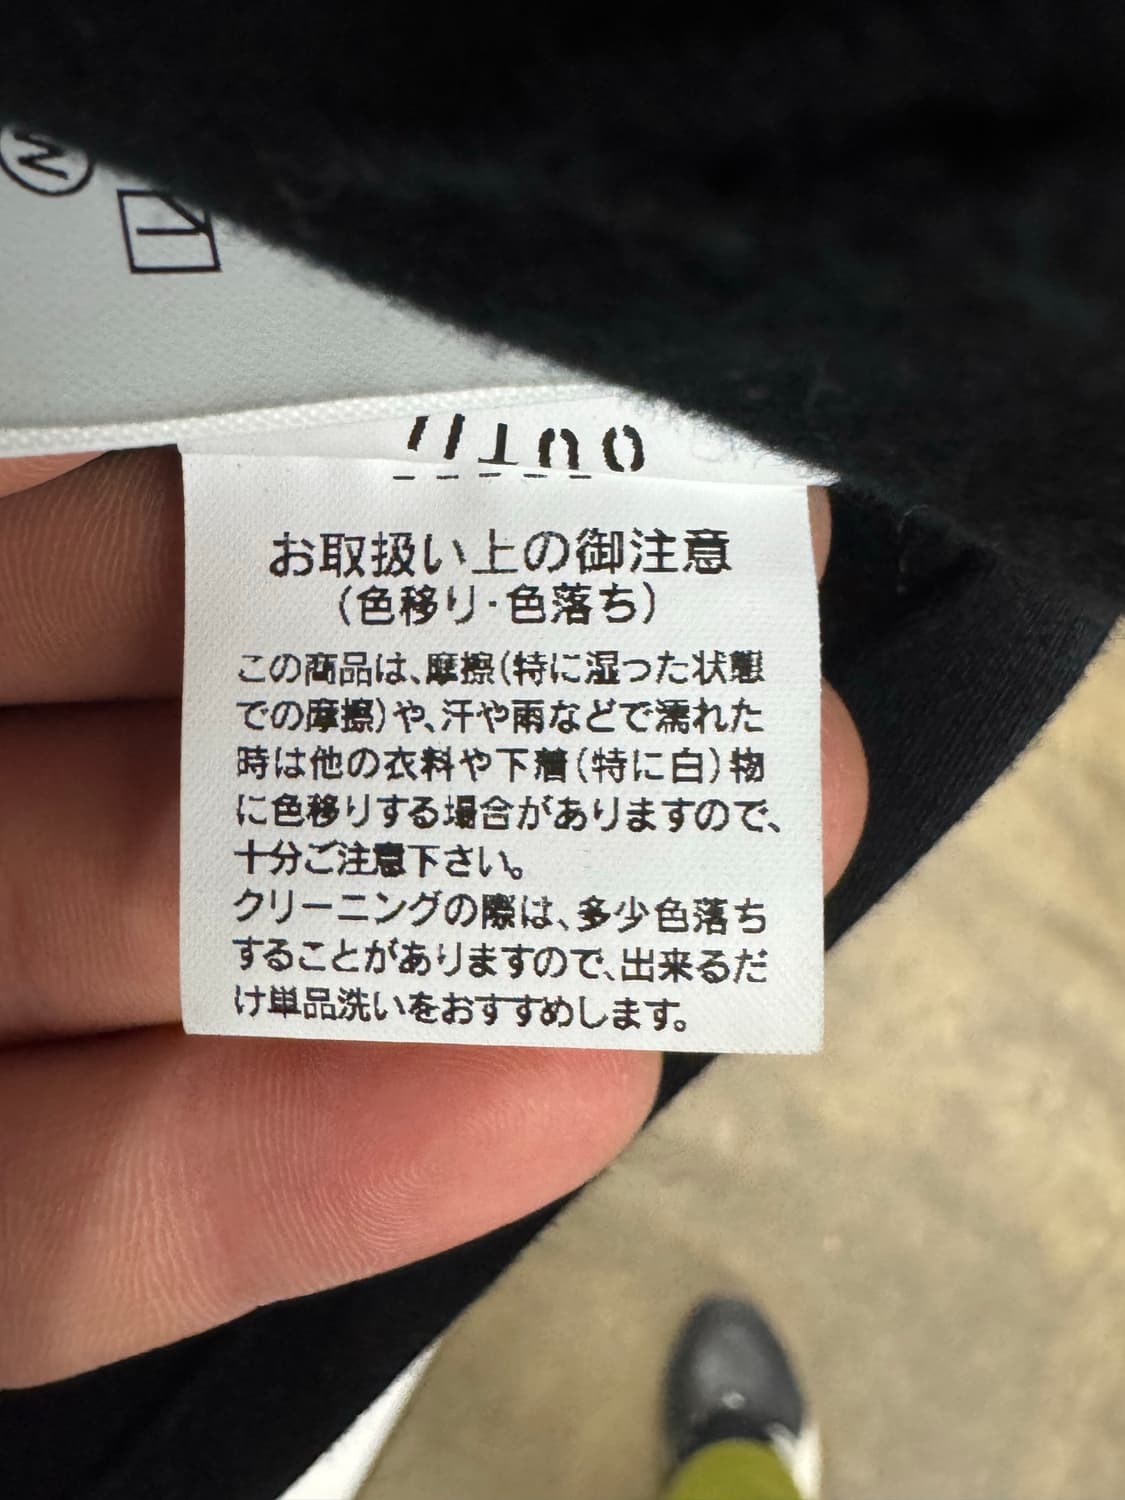 W
OUTIL
お取扱い上の御注意
(色移り・色落ち)
この商品は、摩擦(特に湿った状態
での摩擦)や、汗や雨などで濡れた
時は他の衣料や下着(特に白)物
に色移りする場合がありますので、
十分ご注意下さい。
クリーニングの際は、多少色落ち
することがありますので、出来るだ
け単品洗いをおすすめします。